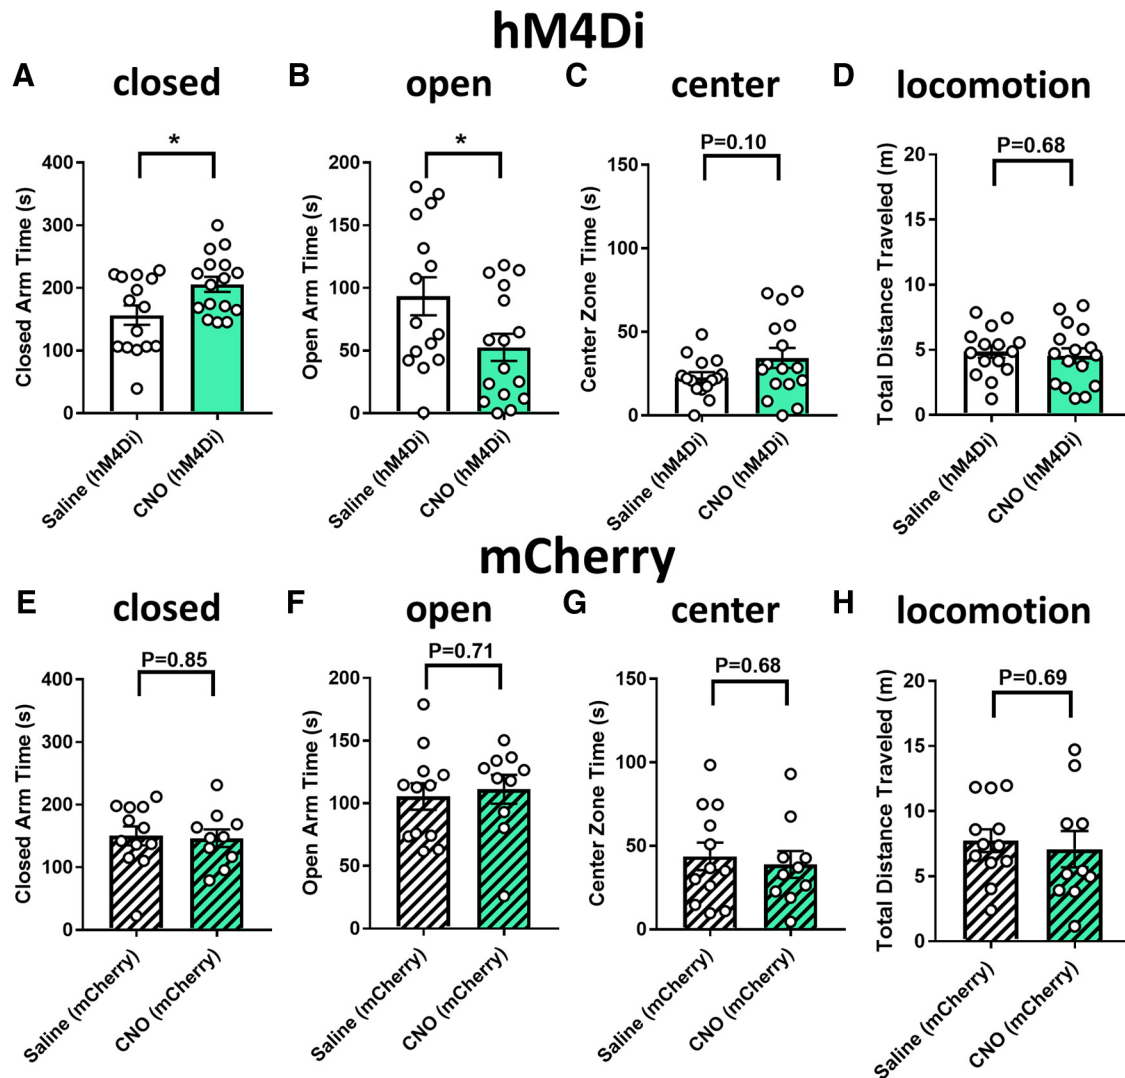 hM4Di
A closed
B open
C center
D locomotion
*
*
P=0.10
P=0.68
Closed Arm Time (s)
400
300
200
100
0
Saline (hM4Di)
CNO (hM4Di)
Open Arm Time (s)
200
150
100
50
0
Saline (hM4Di)
CNO (hM4Di)
Center Zone Time (s)
150
100
50
0
Saline (hM4Di)
CNO (hM4Di)
Total Distance Traveled (m)
20
15
10
5
0
Saline (hM4Di)
CNO (hM4Di)
mCherry
E closed
F open
G center
H locomotion
P=0.85
P=0.71
P=0.68
P=0.69
Closed Arm Time (s)
400
300
200
100
0
Saline (mCherry)
CNO (mCherry)
Open Arm Time (s)
200
150
100
50
0
Saline (mCherry)
CNO (mCherry)
Center Zone Time (s)
150
100
50
0
Saline (mCherry)
CNO (mCherry)
Total Distance Traveled (m)
20
15
10
5
0
Saline (mCherry)
CNO (mCherry)